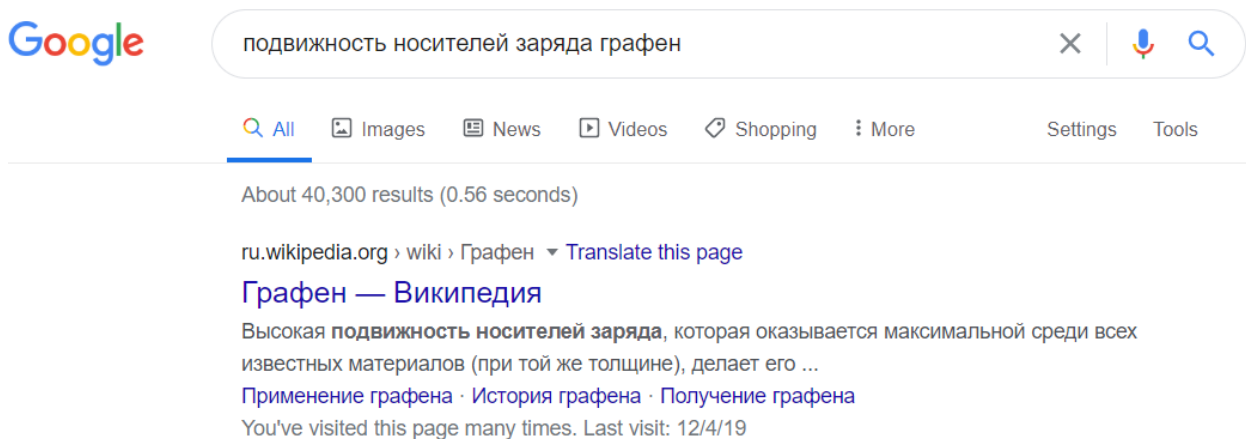 Google подвижность носителей заряда графен
All Images News Videos Shopping More Settings Tools
About 40,300 results (0.56 seconds)
ru.wikipedia.org › wiki › Графен Translate this page
Графен — Википедия
Высокая подвижность носителей заряда, которая оказывается максимальной среди всех
известных материалов (при той же толщине), делает его ...
Применение графена · История графена · Получение графена
You've visited this page many times. Last visit: 12/4/19